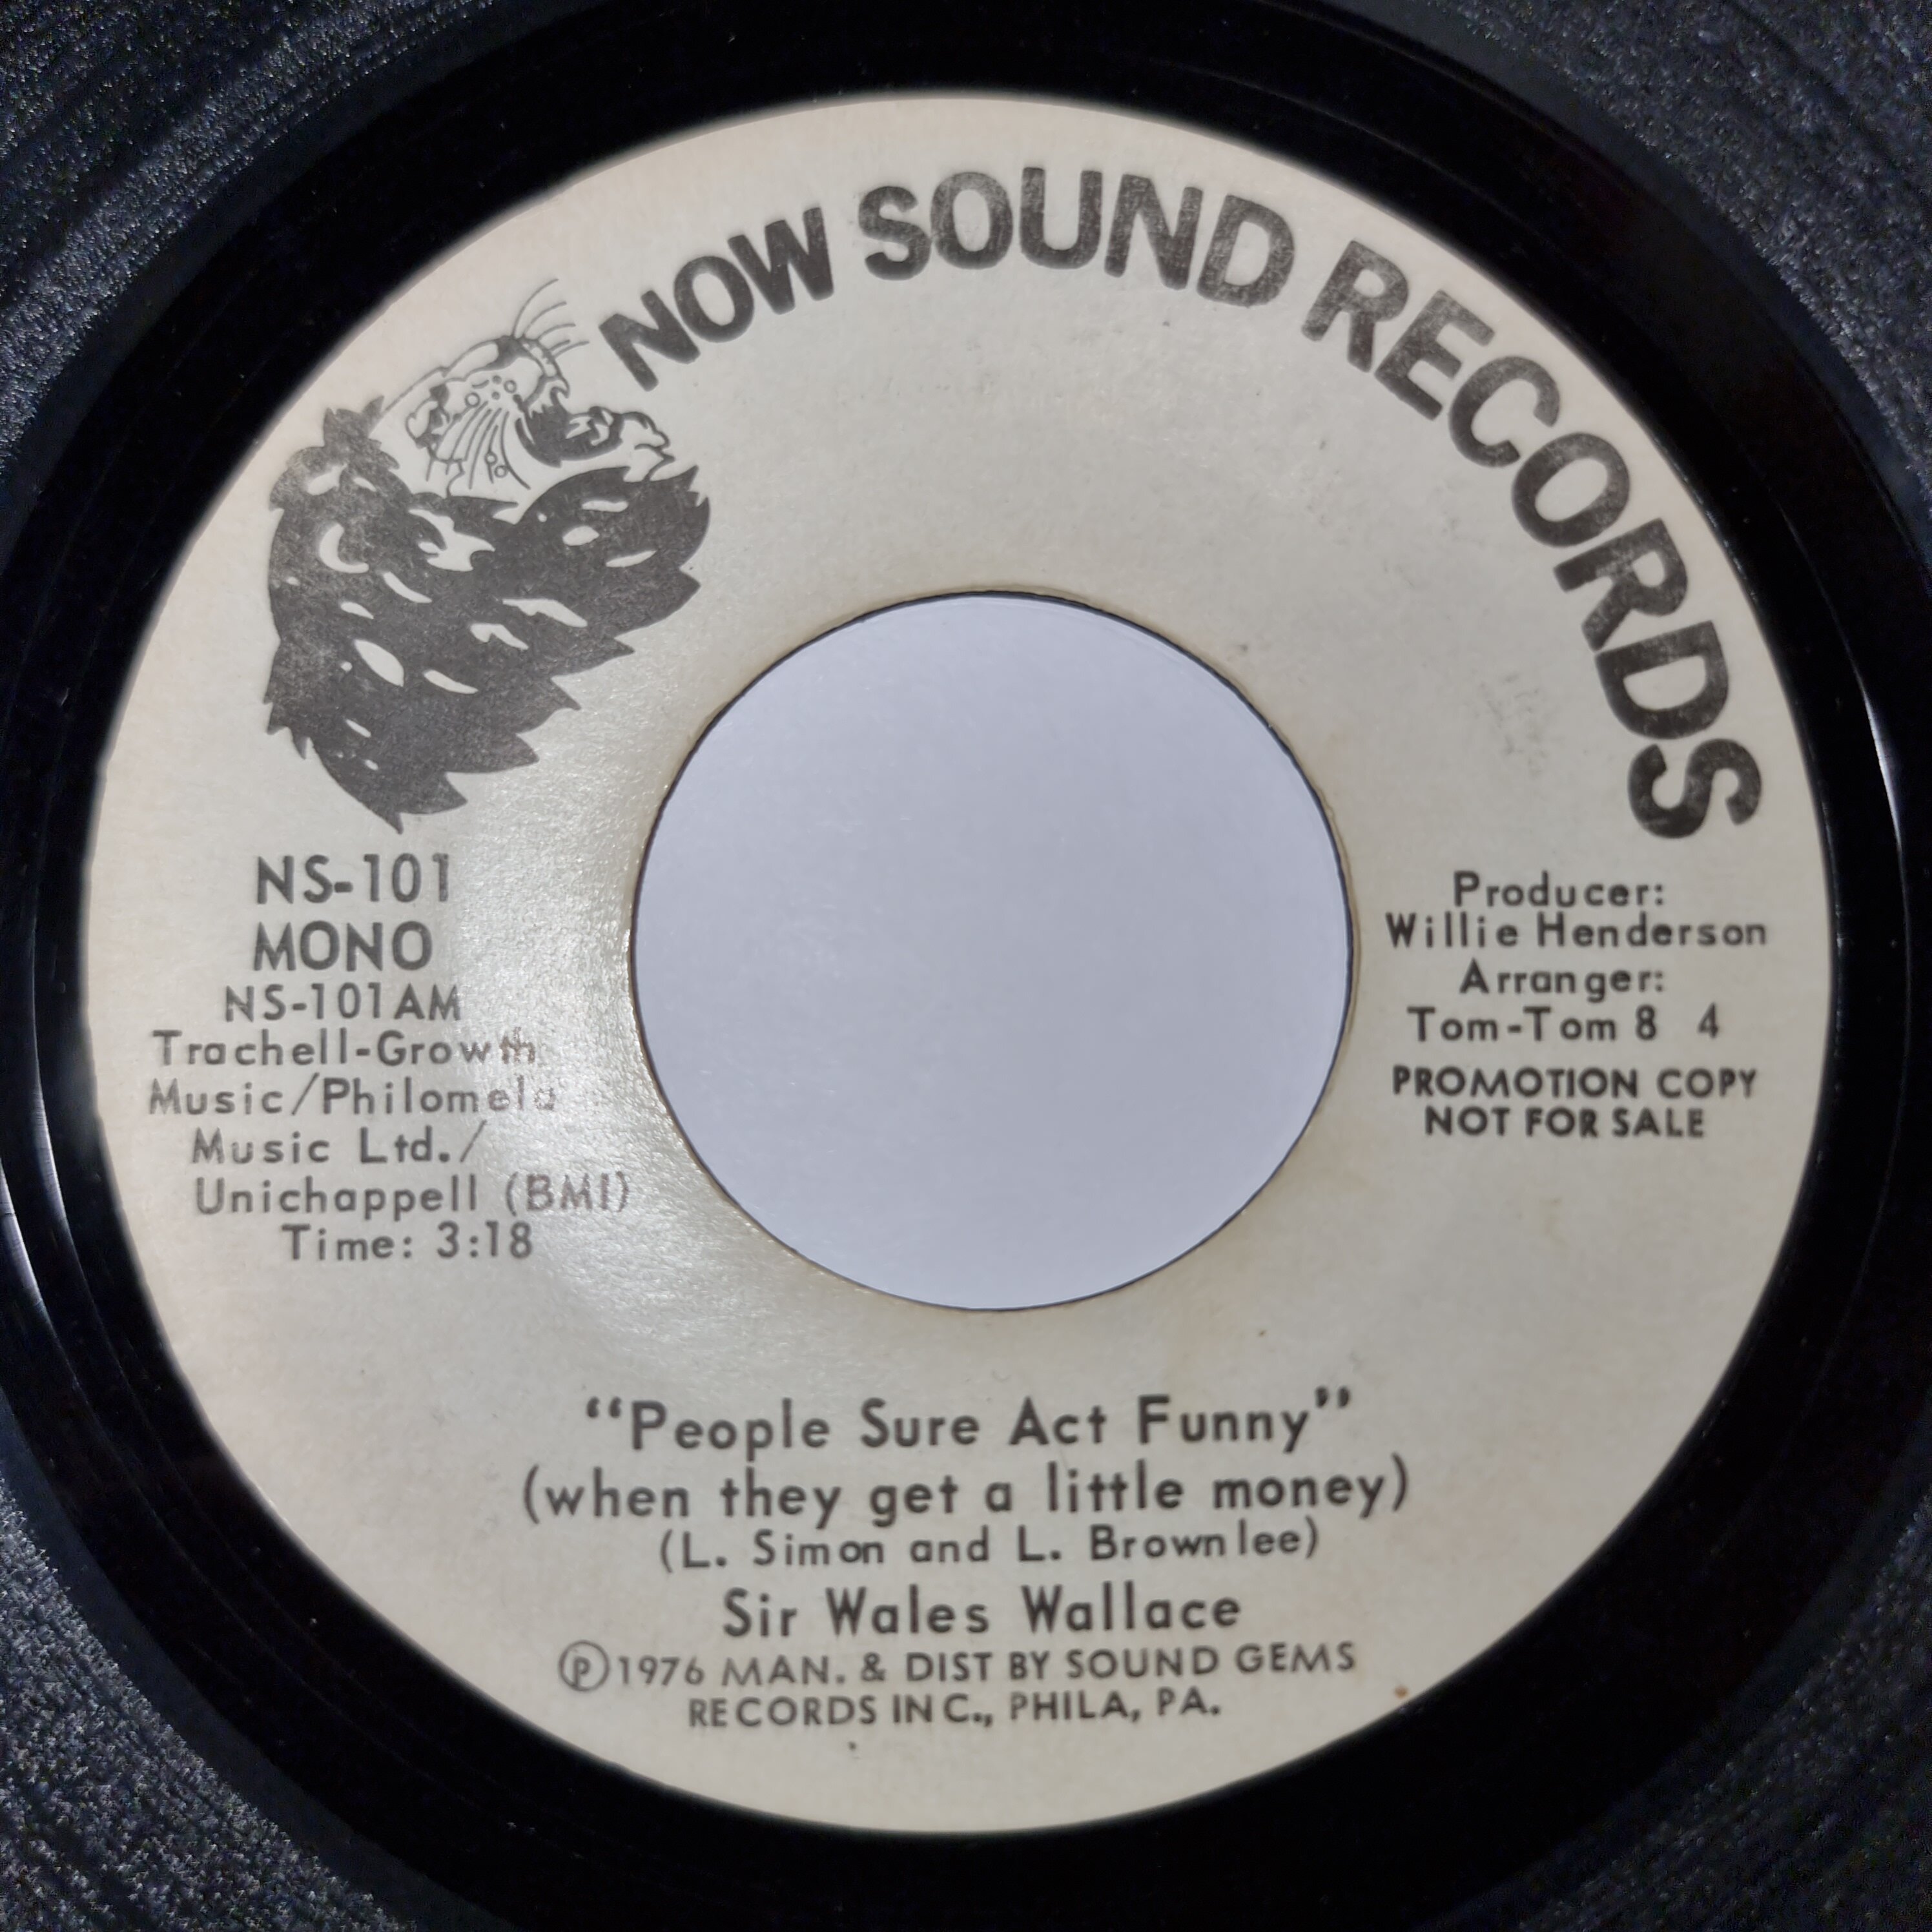 NOW SOUND RECORDS
NS-101
MONO
NS-101AM
Trachell-Growth
Music/Philomela
Music Ltd./
Unichappell (BMI)
Time: 3:18
Producer:
Willie Henderson
Arranger:
Tom-Tom 8 4
PROMOTION COPY
NOT FOR SALE
“People Sure Act Funny”
(when they get a little money)
(L. Simon and L. Brownlee)
Sir Wales Wallace
Ⓟ1976 MAN. & DIST BY SOUND GEMS
RECORDS INC., PHILA, PA.